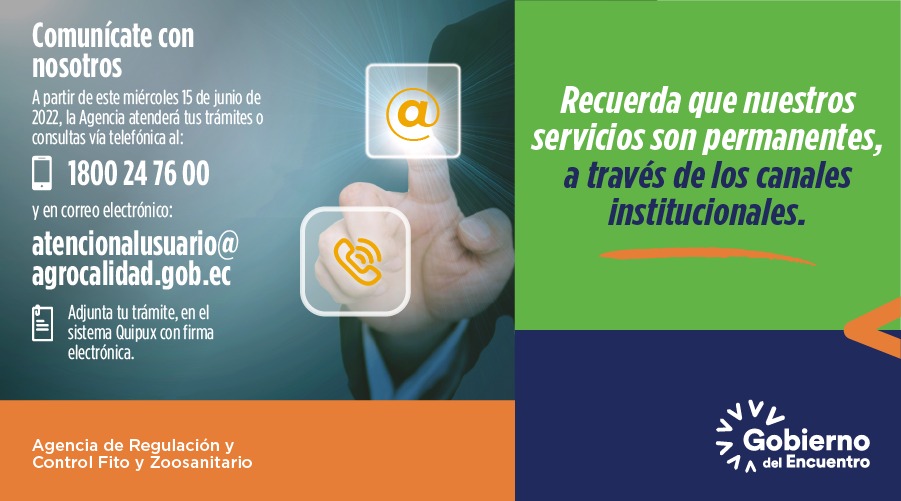 Comunícate con
nosotros
A partir de este miércoles 15 de junio de
2022, la Agencia atenderá tus trámites o
consultas vía telefónica al:
1800 24 76 00
y en correo electrónico:
atencionalusuario@
agrocalidad.gob.ec
Adjunta tu trámite, en el
sistema Quipux con firma
electrónica.
Agencia de Regulación y
Control Fito y Zoosanitario
@
Recuerda que nuestros
servicios son permanentes,
a través de los canales
institucionales.
Gobierno
del Encuentro